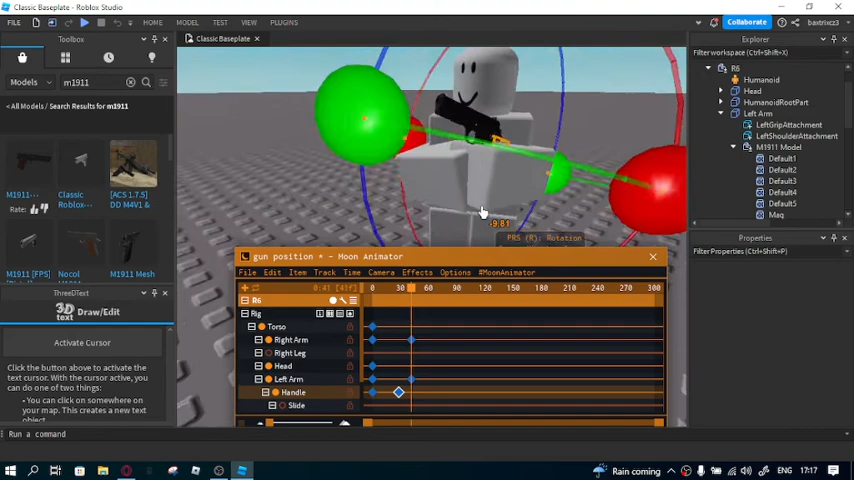 Classic Baseplate - Roblox Studio
FILE HOME MODEL TEST VIEW PLUGINS Collaborate baxtrixcz3
Toolbox
Classic Baseplate
Explorer
Models m1911
Filter workspace (Ctrl+Shift+X)
< All Models / Search Results for m1911
R6
Humanoid
Head
HumanoidRootPart
Left Arm
LeftGripAttachment
LeftShoulderAttachment
M1911 Model
Default1
Default2
Default3
Default4
Default5
Mag
M1911···
Rate:
Classic
Roblox···
[ACS 1.7.5]
DD M4V1 &
M1911 [FPS]
Nocol
M1911 Mesh
-9.81
PRS (R): Rotation
Properties
Filter Properties (Ctrl+Shift+P)
gun position * - Moon Animator
File Edit Item Track Time Camera Effects Options #MoonAnimator
0:41 [41f] 0 30 60 90 120 150 180 210 240 270 300
R6
Rig
Torso
Right Arm
Right Leg
Head
Left Arm
Handle
Slide
ThreeDText
3D text Draw/Edit
Activate Cursor
Click the button above to activate the
text cursor. With the cursor active, you
can do one of two things:
• You can click on somewhere on
your map. This creates a new text
Run a command
Rain coming ENG 17:17